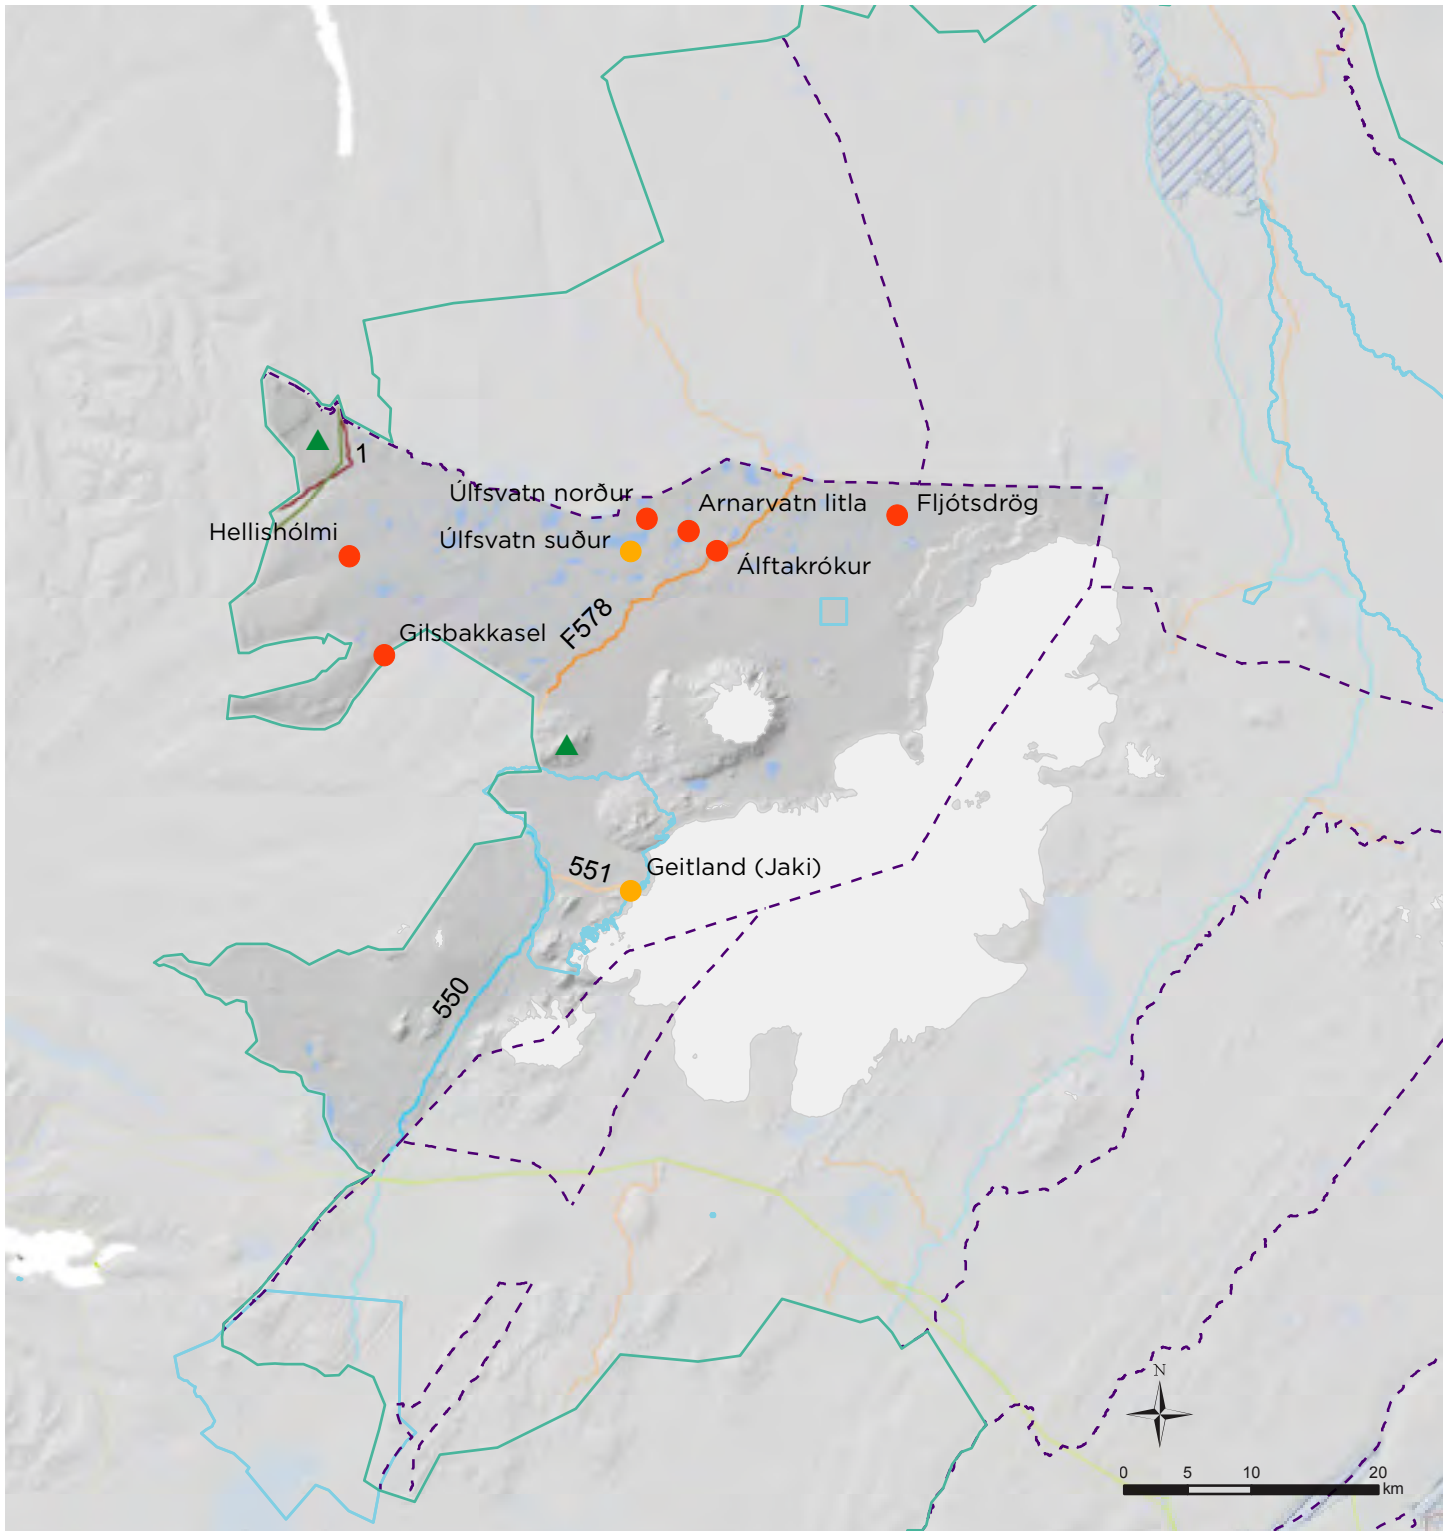 1
Úlfsvatn norður
Arnarvatn litla
Fljótsdrög
Hellishólmi
Úlfsvatn suður
Álftakrókur
F578
Gilsbakkasel
551
Geitland (Jaki)
550
N
0 5 10 20
km